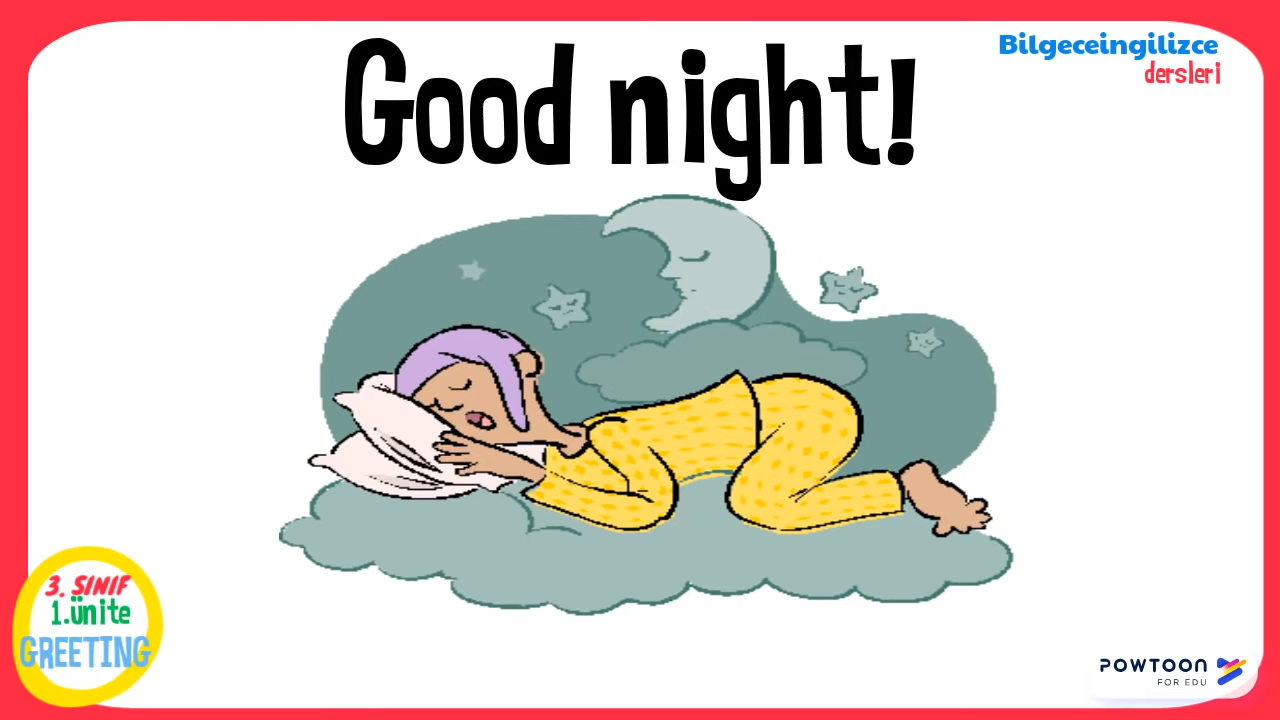 Good night!
Bilgeceingilizce
dersleri
3. SINIF
1.ünite
GREETING
POWTOON
FOR EDU